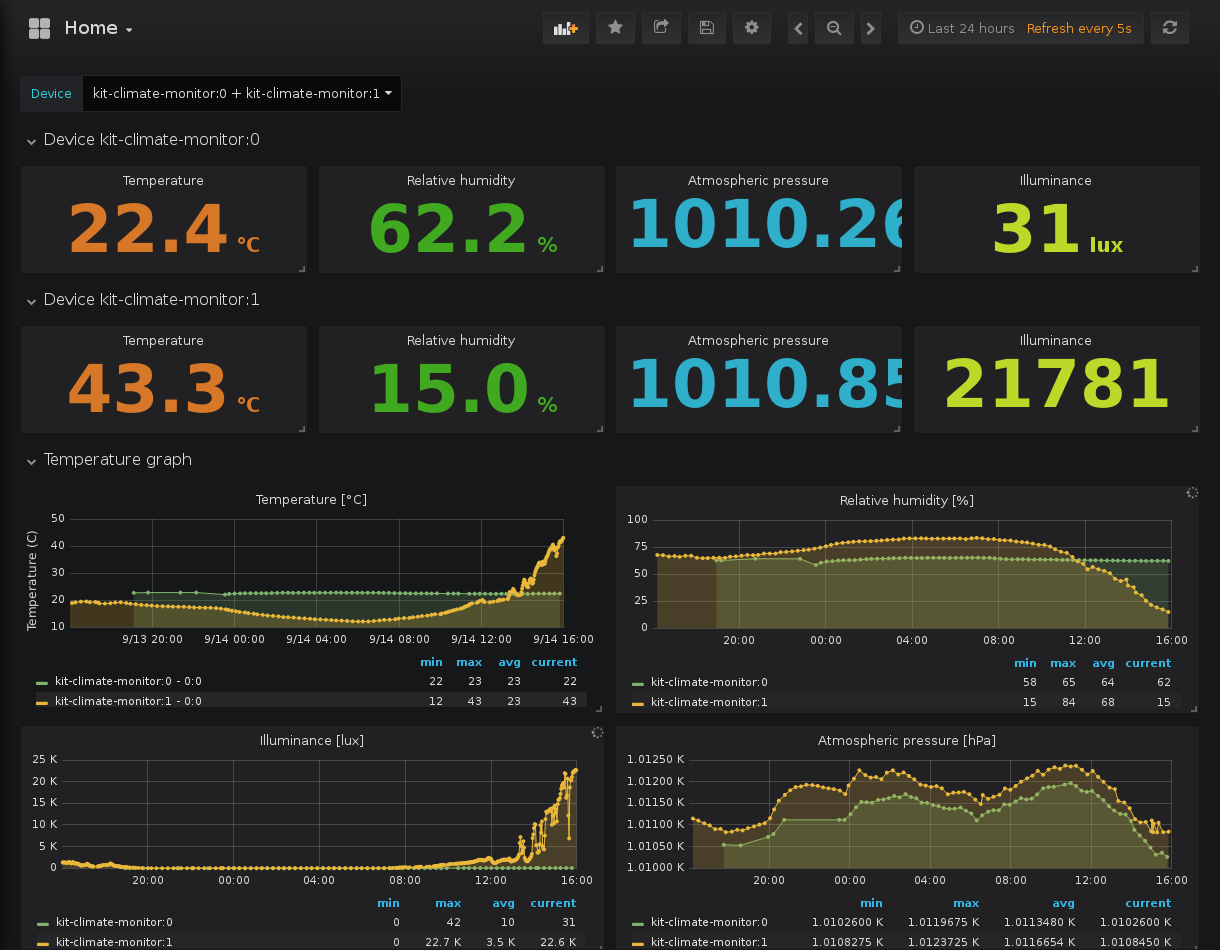 Home
Last 24 hours Refresh every 5s
Device kit-climate-monitor:0 + kit-climate-monitor:1
Device kit-climate-monitor:0
Temperature Relative humidity Atmospheric pressure Illuminance
22.4 °C 62.2 % 1010.26 31 lux
Device kit-climate-monitor:1
Temperature Relative humidity Atmospheric pressure Illuminance
43.3 °C 15.0 % 1010.85 21781
Temperature graph
Temperature [°C]
Temperature (C)
50
40
30
20
10
9/13 20:00 9/14 00:00 9/14 04:00 9/14 08:00 9/14 12:00 9/14 16:00
min max avg current
kit-climate-monitor:0 - 0:0 22 23 23 22
kit-climate-monitor:1 - 0:0 12 43 23 43
Relative humidity [%]
100
75
50
25
0
20:00 00:00 04:00 08:00 12:00 16:00
min max avg current
kit-climate-monitor:0 58 65 64 62
kit-climate-monitor:1 15 84 68 15
Illuminance [lux]
25 K
20 K
15 K
10 K
5 K
0
20:00 00:00 04:00 08:00 12:00 16:00
min max avg current
kit-climate-monitor:0 0 42 10 31
kit-climate-monitor:1 0 22.7 K 3.5 K 22.6 K
Atmospheric pressure [hPa]
1.01250 K
1.01200 K
1.01150 K
1.01100 K
1.01050 K
1.01000 K
20:00 00:00 04:00 08:00 12:00 16:00
min max avg current
kit-climate-monitor:0 1.0102600 K 1.0119675 K 1.0113480 K 1.0102600 K
kit-climate-monitor:1 1.0108275 K 1.0123725 K 1.0116654 K 1.0108450 K